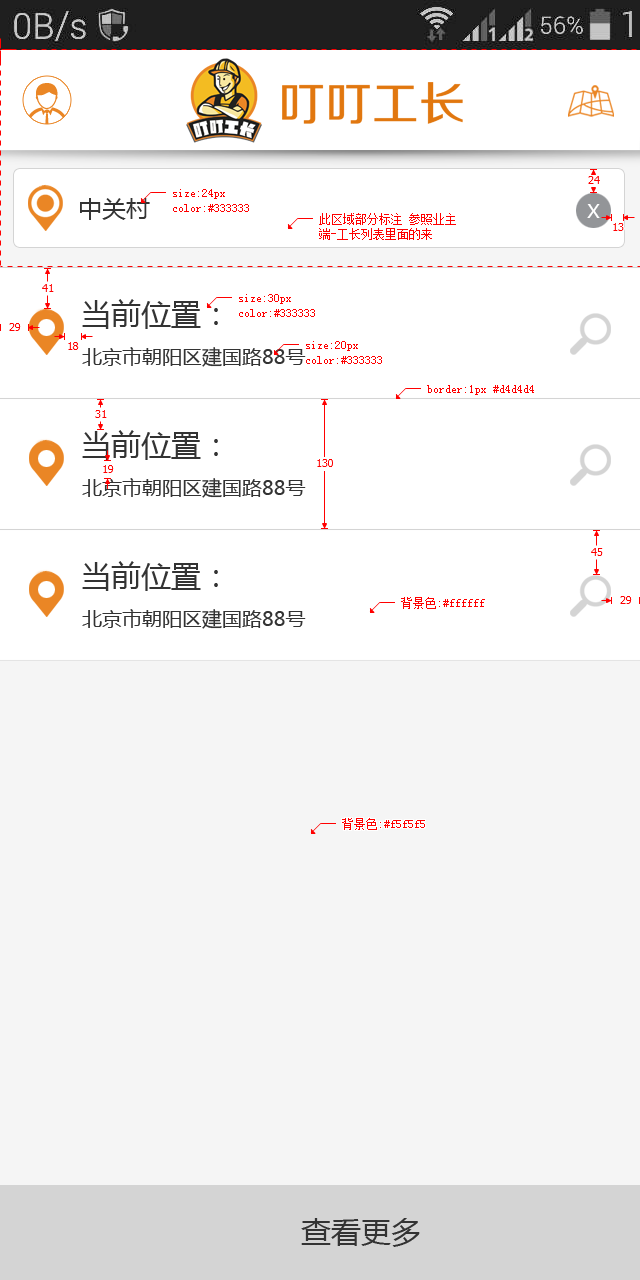 0B/s 1 2 56% 1
叮叮工长 叮叮工长
24
中关村
size:24px
color:#333333
此区域部分标注 参照业主
端-工长列表里面的来
X
13
41
29
18
当前位置：
size:30px
color:#333333
北京市朝阳区建国路88号
size:20px
color:#333333
border:1px #d4d4d4
31
当前位置：
19
130
北京市朝阳区建国路88号
45
当前位置：
背景色:#ffffff
29
北京市朝阳区建国路88号
背景色:#f5f5f5
查看更多